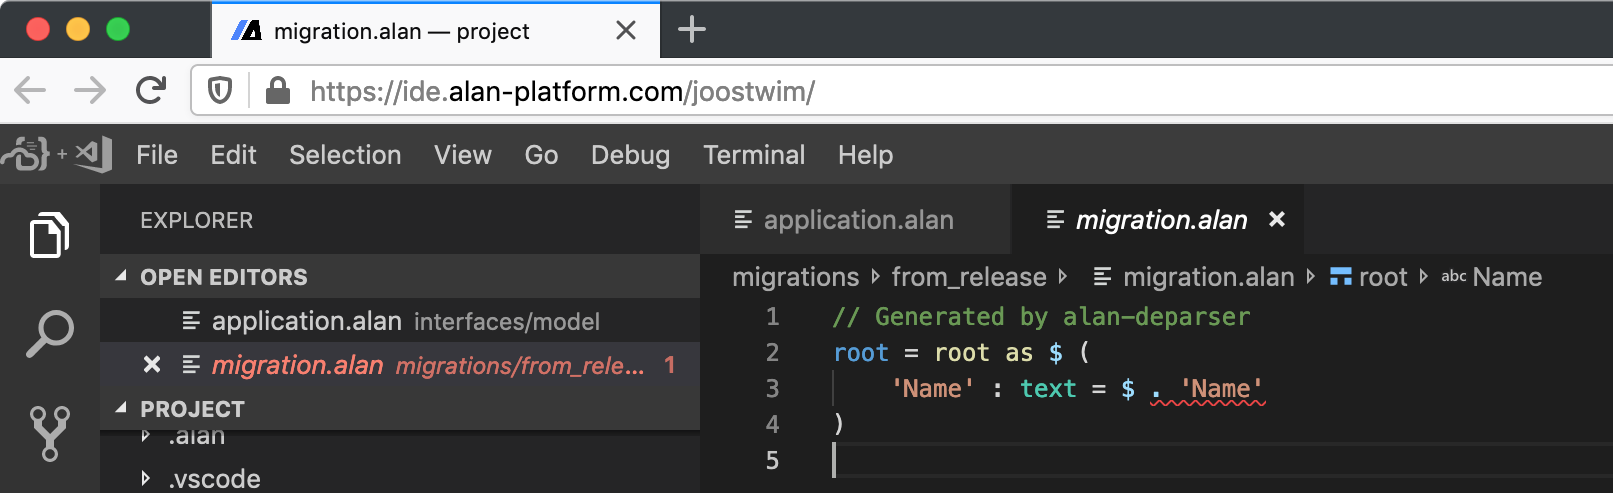 migration.alan — project
https://ide.alan-platform.com/joostwim/
+ File Edit Selection View Go Debug Terminal Help
EXPLORER
OPEN EDITORS
application.alan interfaces/model
migration.alan migrations/from_rele... 1
PROJECT
.alan
.vscode
application.alan migration.alan
migrations from_release migration.alan root abc Name
1 // Generated by alan-deparser
2 root = root as $ (
3 'Name' : text = $ . 'Name'
4 )
5